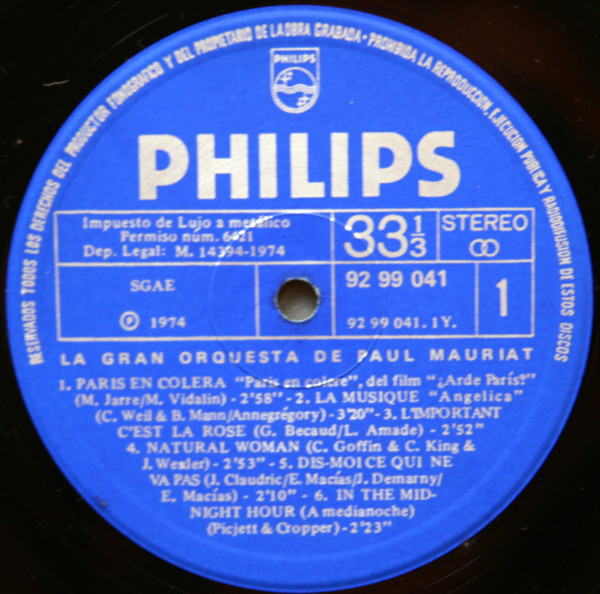 RESERVADOS TODOS LOS DERECHOS DEL PRODUCTOR FONOGRAFICO Y DEL PROPIETARIO DE LA OBRA GRABADA - PROHIBIDA LA REPRODUCCION, EJECUCION PUBLICA Y RADIODIFUSION DE ESTOS DISCOS
PHILIPS
PHILIPS
Impuesto de Lujo a metálico
Permiso núm. 6421
Dep. Legal: M. 14394-1974
33 1/3
STEREO
SGAE
Ⓟ 1974
92 99 041
92 99 041. 1Y.
1
LA GRAN ORQUESTA DE PAUL MAURIAT
1. PARIS EN COLERA "Paris en colere", del film "¿Arde París?"
(M. Jarre/M. Vidalin) - 2'58" - 2. LA MUSIQUE "Angelica"
(C. Weil & B. Mann/Annegrégory) - 3'20" - 3. L'IMPORTANT
C'EST LA ROSE (G. Becaud/L. Amade) - 2'52"
4. NATURAL WOMAN (C. Goffin & C. King &
J. Wexler) - 2'53" - 5. DIS-MOI CE QUI NE
VA PAS (J. Claudric/E. Macías/J. Demarny/
E. Macías) - 2'10" - 6. IN THE MID-
NIGHT HOUR (A medianoche)
(Picjett & Cropper) - 2'23"